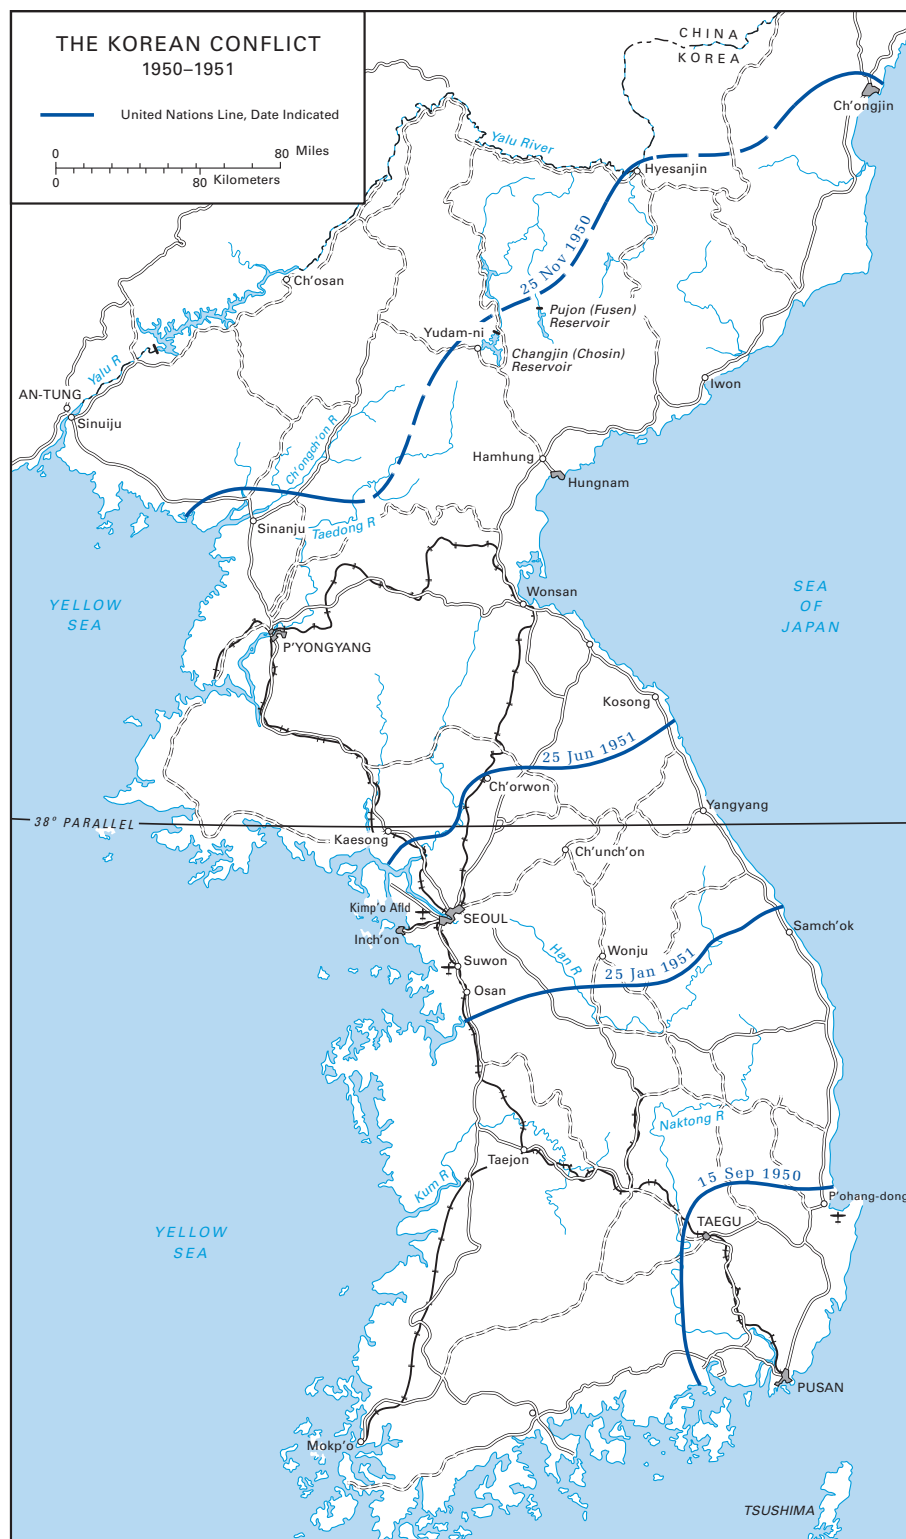 THE KOREAN CONFLICT
1950–1951
United Nations Line, Date Indicated
0 80 Miles
0 80 Kilometers
CHINA
KOREA
Ch'ongjin
Yalu River
Hyesanjin
25 Nov 1950
Ch'osan
Pujon (Fusen)
Reservoir
Yudam-ni
Changjin (Chosin)
Reservoir
Yalu R
AN-TUNG
Sinuiju
Iwon
Ch'ongch'on R
Hamhung
Hungnam
Sinanju
Taedong R
YELLOW
SEA
Wonsan
SEA
OF
JAPAN
P'YONGYANG
Kosong
25 Jun 1951
Ch'orwon
Yangyang
38° PARALLEL
Kaesong
Ch'unch'on
Kimp'o Afld
SEOUL
Inch'on
Samch'ok
Han R
Wonju
Suwon
25 Jan 1951
Osan
Naktong R
Taejon
Kum R
15 Sep 1950
P'ohang-dong
TAEGU
YELLOW
SEA
PUSAN
Mokp'o
TSUSHIMA